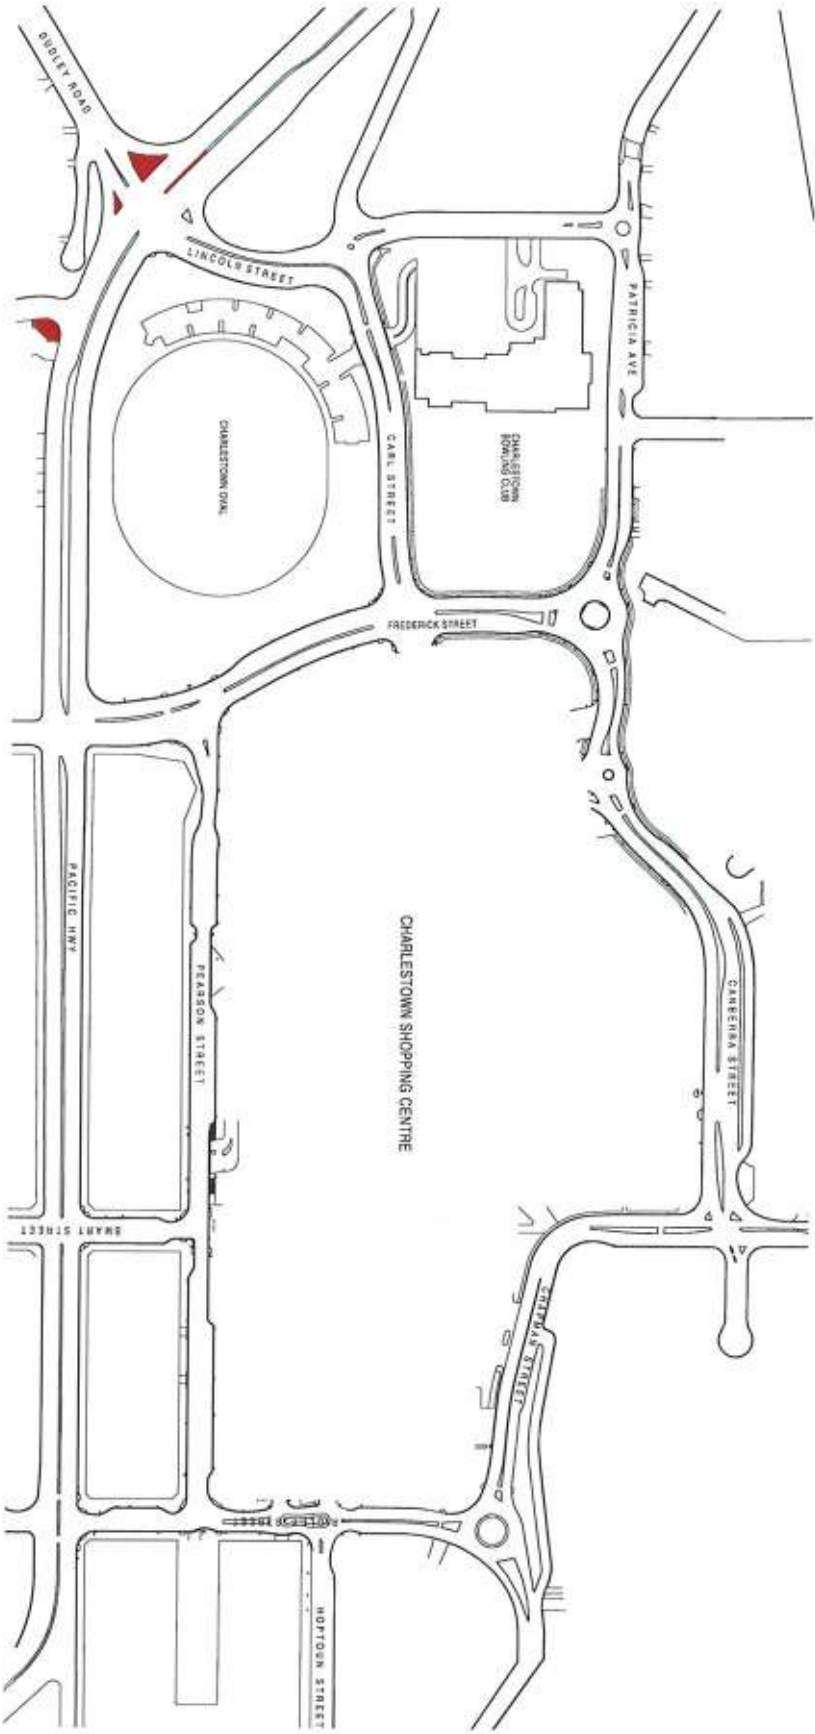 DUDLEY ROAD
LINCOLN STREET
PATRICIA AVE
CHARLESTOWN OVAL
CARL STREET
CHARLESTOWN
BOWLING CLUB
FREDERICK STREET
PACIFIC HWY
PEARSON STREET
CHARLESTOWN SHOPPING CENTRE
CANBERRA STREET
SMART STREET
CHAPMAN STREET
HOPTOUN STREET